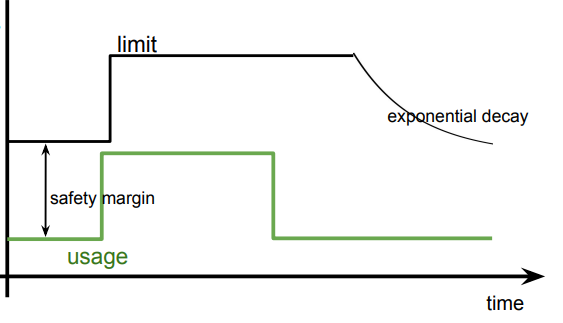 limit
exponential decay
safety margin
usage
time